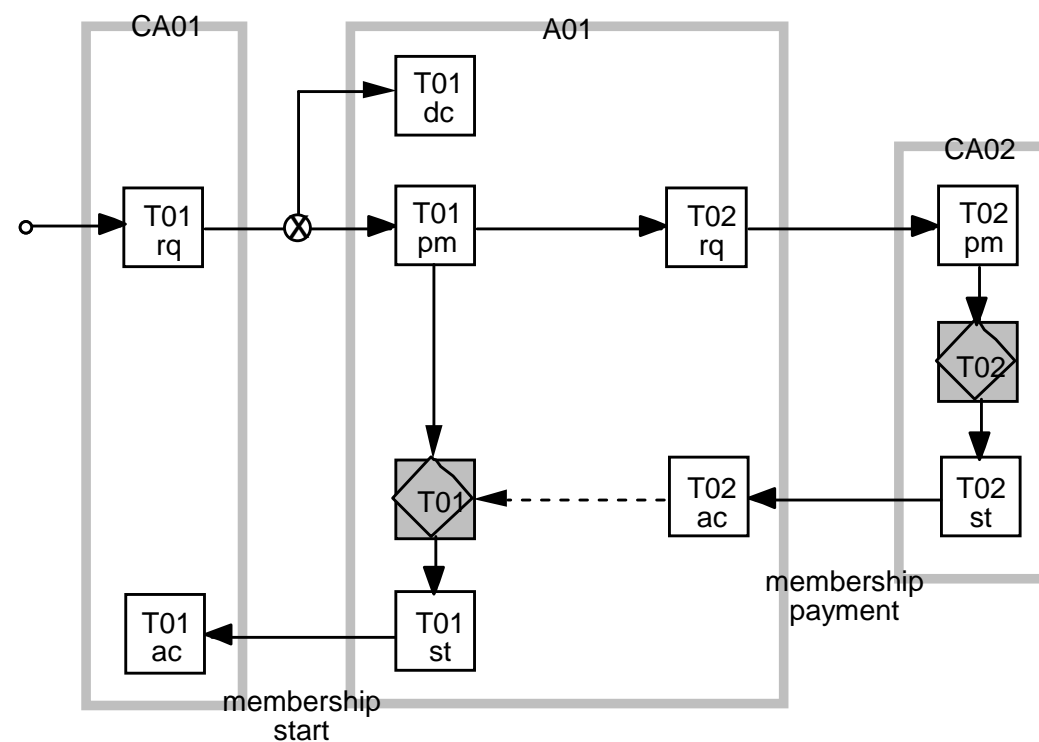 CA01
A01
T01
dc
CA02
T01
rq
X
T01
pm
T02
rq
T02
pm
T02
T01
T02
ac
T02
st
membership
payment
T01
ac
T01
st
membership
start